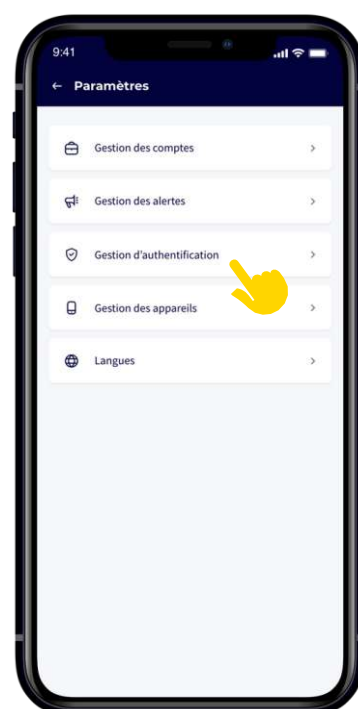 9:41
← Paramètres
Gestion des comptes
Gestion des alertes
Gestion d'authentification
Gestion des appareils
Langues